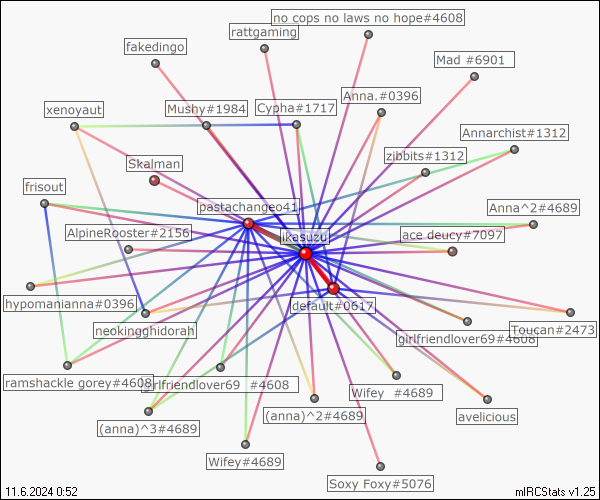 no cops no laws no hope#4608
rattgaming
fakedingo
Mad #6901
Anna.#0396
xenoyaut
Mushy#1984
Cypha#1717
Annarchist#1312
zibbits#1312
Skalman
frisout
pastachangeo41
Anna^2#4689
AlpineRooster#2156
ikesuzu
ace deucy#7097
hypomanianna#0396
default#0617
neokingghidorah
Toucan#2473
girlfriendlover69#4608
ramshackle gorey#4608
girlfriendlover69 #4608
Wifey #4689
(anna)^2#4689
avelicious
(anna)^3#4689
Wifey#4689
Soxy Foxy#5076
11.6.2024 0:52
mIRCStats v1.25